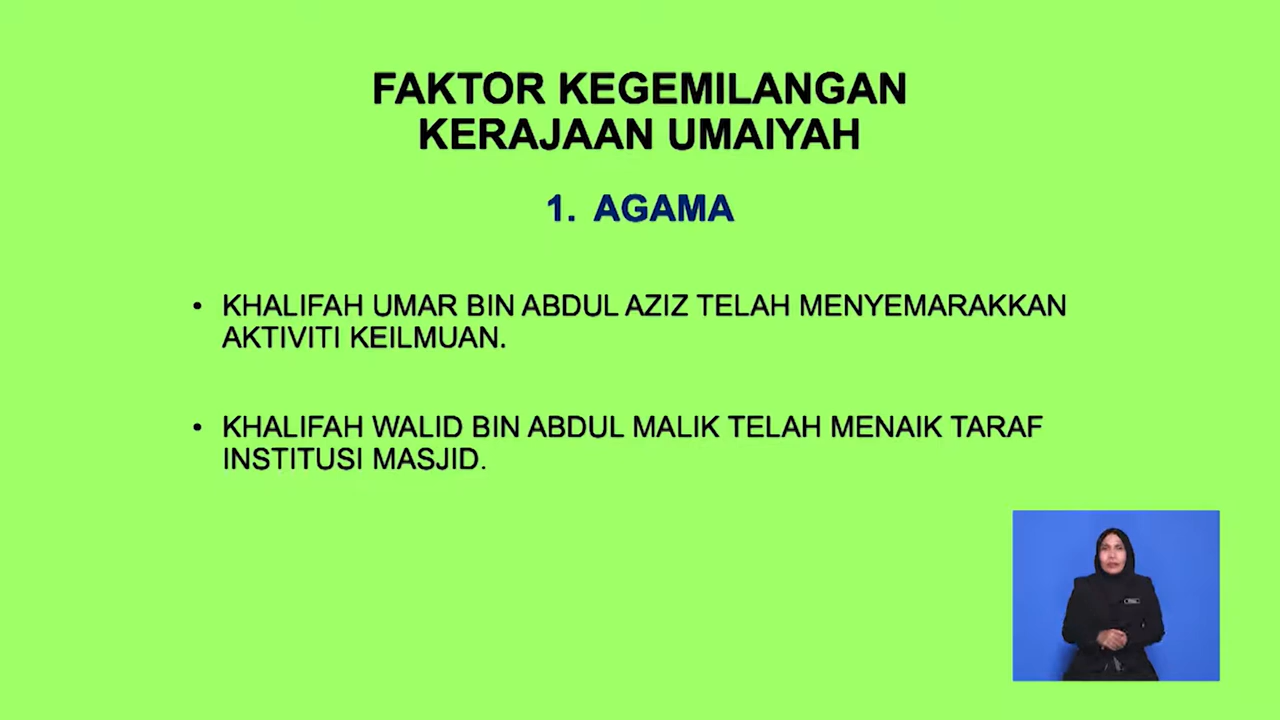 FAKTOR KEGEMILANGAN
KERAJAAN UMAIYAH
1. AGAMA
• KHALIFAH UMAR BIN ABDUL AZIZ TELAH MENYEMARAKKAN
AKTIVITI KEILMUAN.
• KHALIFAH WALID BIN ABDUL MALIK TELAH MENAIK TARAF
INSTITUSI MASJID.